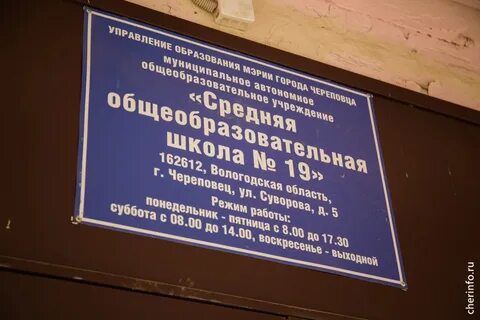 УПРАВЛЕНИЕ ОБРАЗОВАНИЯ МЭРИИ ГОРОДА ЧЕРЕПОВЦА
муниципальное автономное
общеобразовательное учреждение
«Средняя
общеобразовательная
школа № 19»
162612, Вологодская область,
г. Череповец, ул. Суворова, д. 5
Режим работы:
понедельник - пятница с 8.00 до 17.30
суббота с 08.00 до 14.00, воскресенье - выходной
cherinfo.ru